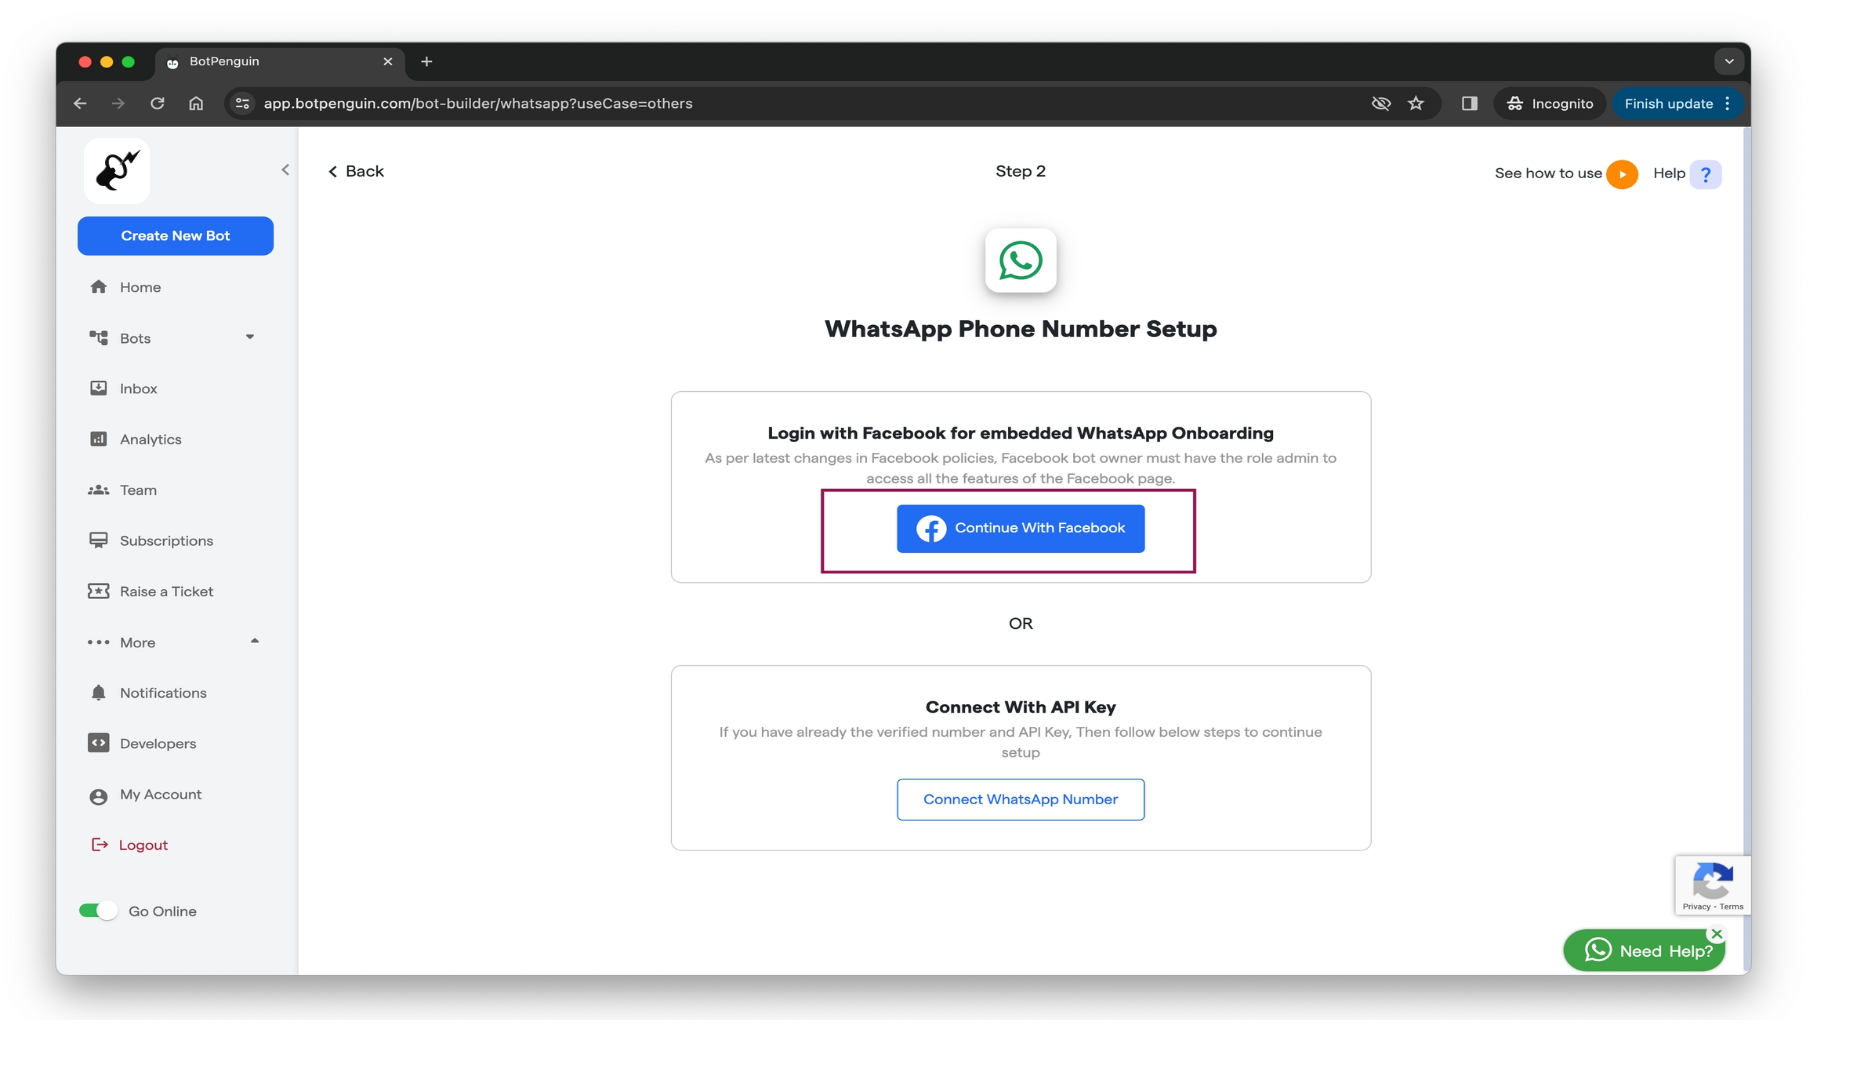 BotPenguin
app.botpenguin.com/bot-builder/whatsapp?useCase=others
Incognito
Finish update
Back
Step 2
See how to use
Help ?
Create New Bot
Home
Bots
Inbox
Analytics
Team
Subscriptions
Raise a Ticket
More
Notifications
Developers
My Account
Logout
Go Online
WhatsApp Phone Number Setup
Login with Facebook for embedded WhatsApp Onboarding
As per latest changes in Facebook policies, Facebook bot owner must have the role admin to
access all the features of the Facebook page.
Continue With Facebook
OR
Connect With API Key
If you have already the verified number and API Key, Then follow below steps to continue
setup
Connect WhatsApp Number
Privacy - Terms
Need Help?